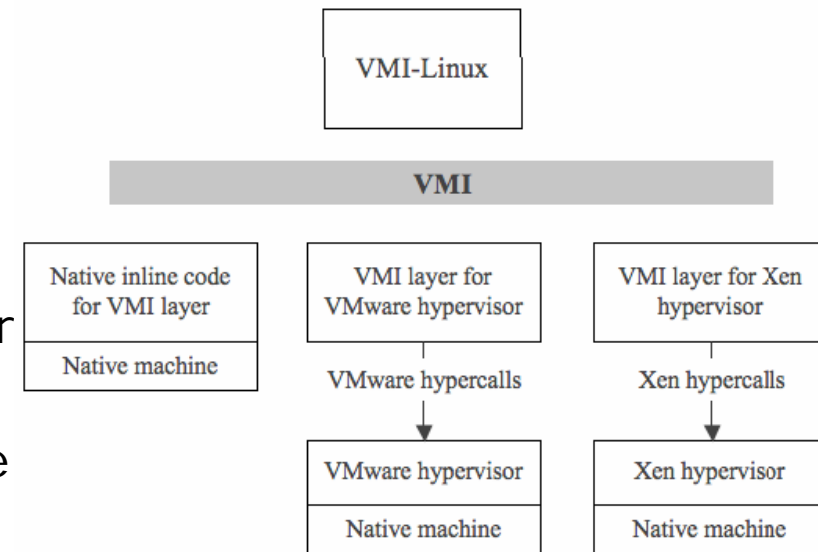 VMI-Linux
VMI
Native inline code
for VMI layer
Native machine
VMI layer for
VMware hypervisor
VMware hypercalls
VMware hypervisor
Native machine
VMI layer for Xen
hypervisor
Xen hypercalls
Xen hypervisor
Native machine
r
e